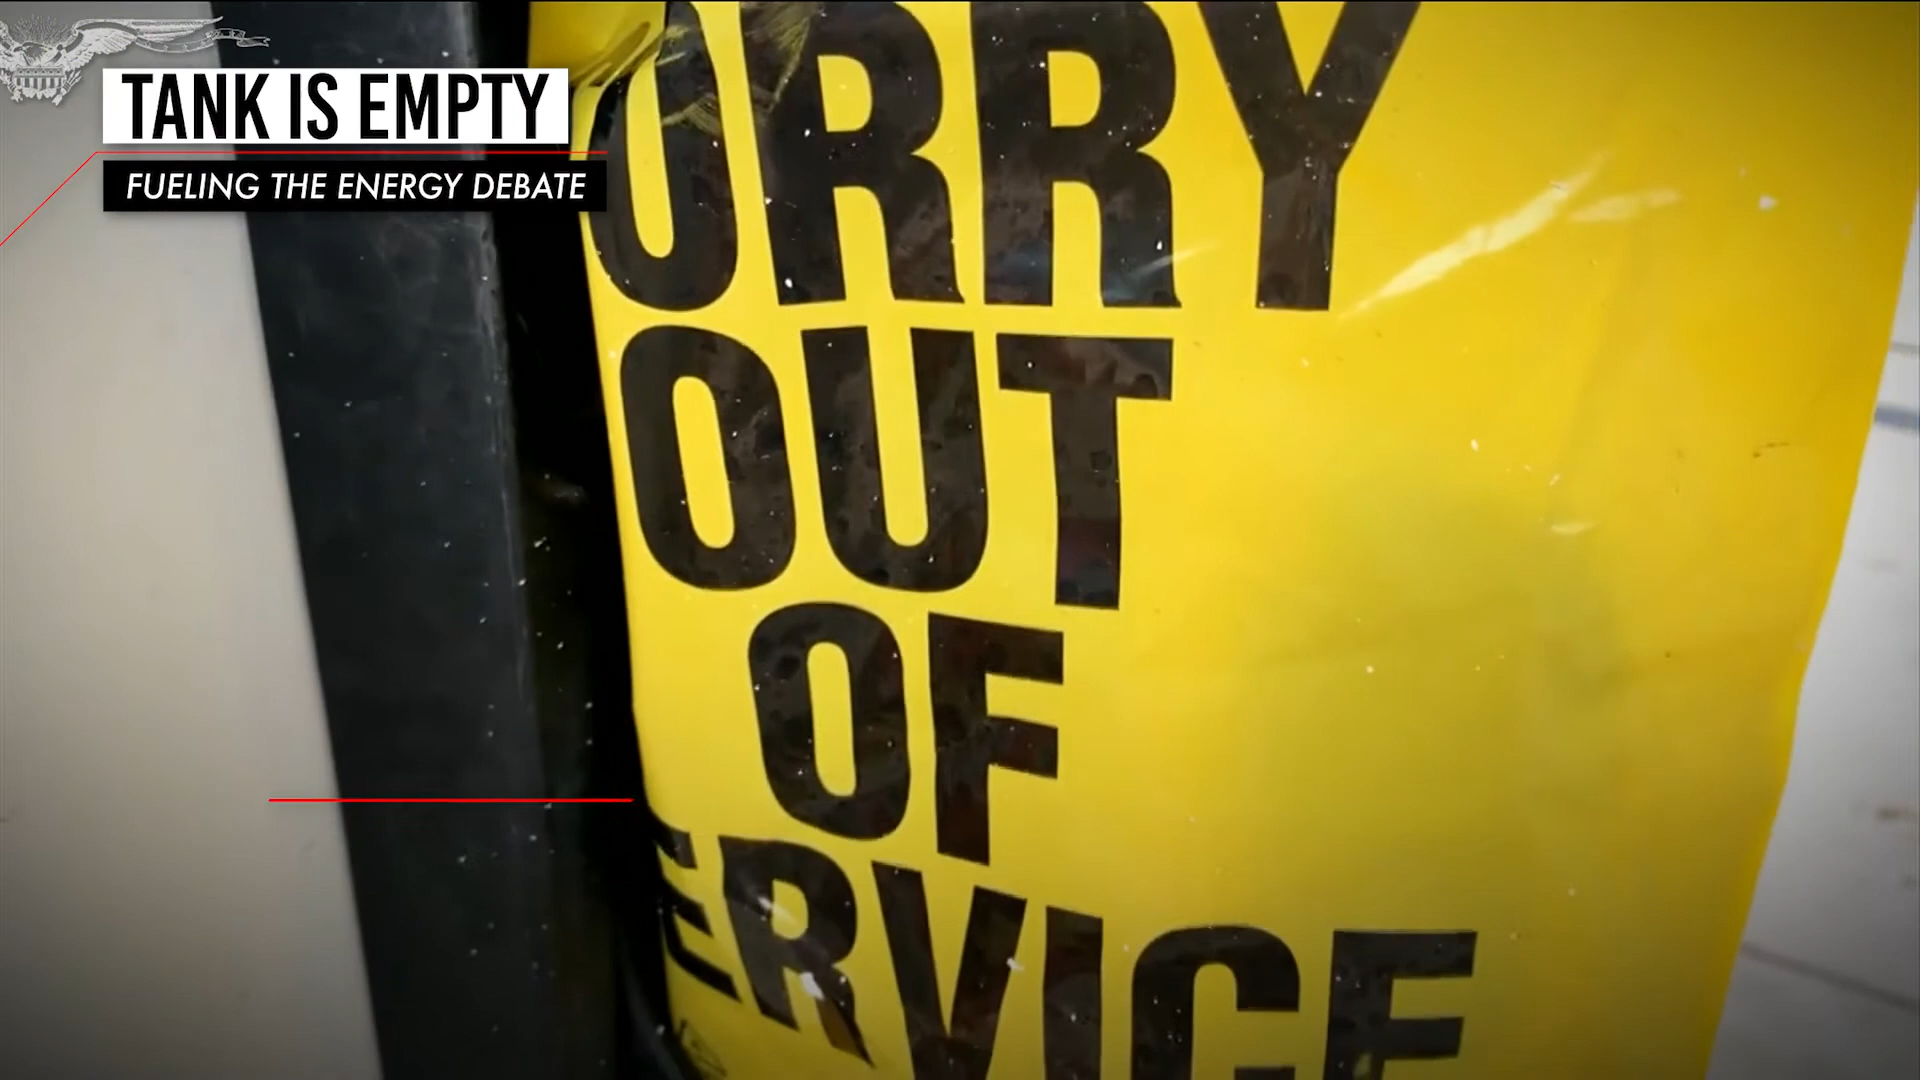 TANK IS EMPTY
FUELING THE ENERGY DEBATE
ORRY
OUT
OF
ERVICE